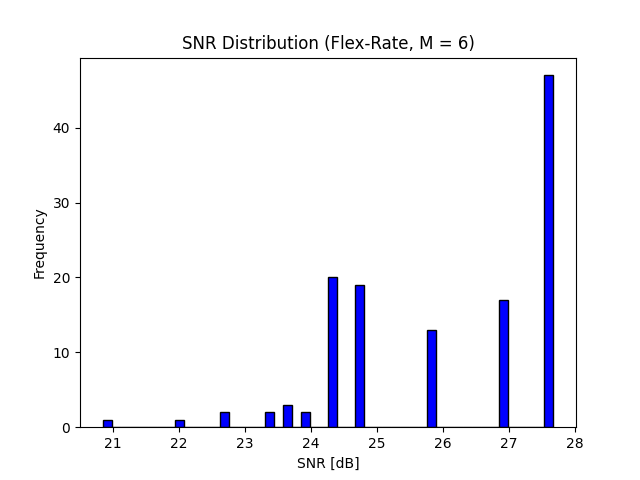 SNR Distribution (Flex-Rate, M = 6)
40
30
20
10
0
Frequency
21 22 23 24 25 26 27 28
SNR [dB]